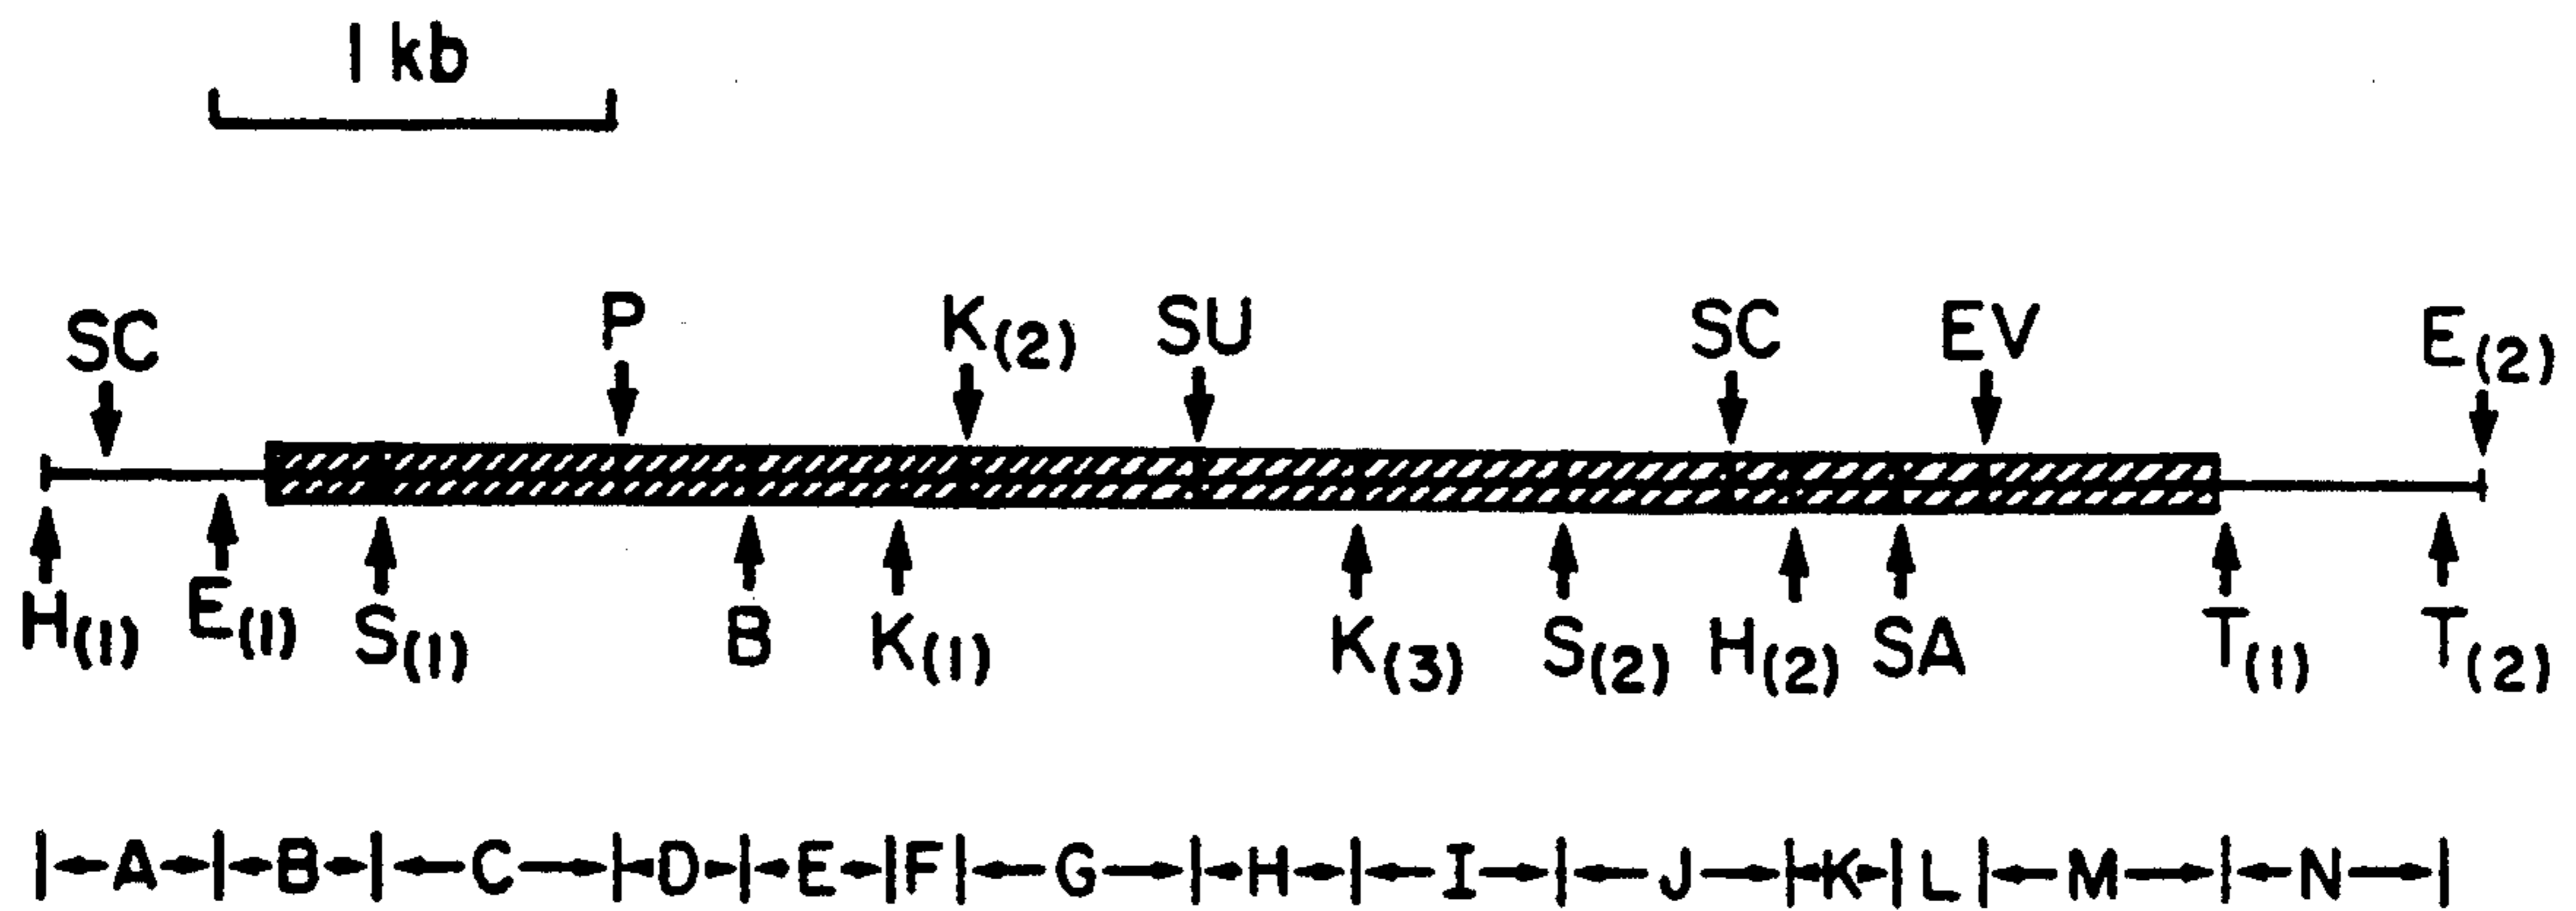 1 kb
SC P K(2) SU SC EV E(2)
H(1) E(1) S(1) B K(1) K(3) S(2) H(2) SA T(1) T(2)
A B C D E F G H I J K L M N